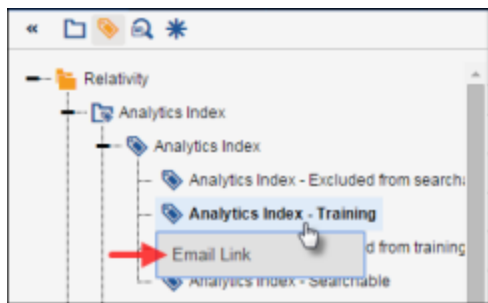 «
Relativity
Analytics Index
Analytics Index
Analytics Index - Excluded from search
Analytics Index - Training
Email Link
d from training
Analytics Index - Searchable